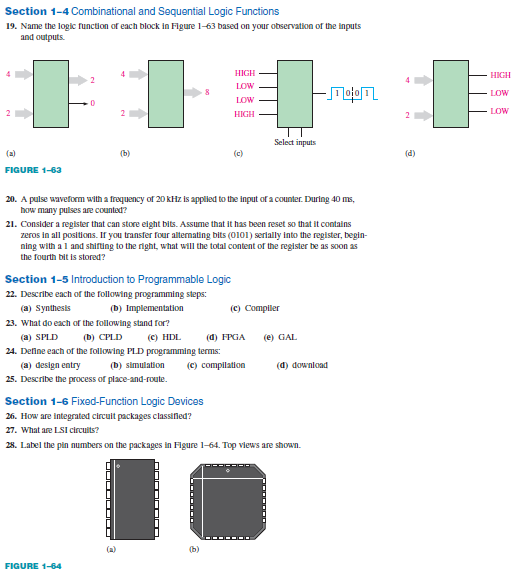 Section 1–4 Combinational and Sequential Logic Functions
19. Name the logic function of each block in Figure 1–63 based on your observation of the inputs
and outputs.
4
2
2
0
(a)
4
2
8
(b)
HIGH
LOW
LOW
HIGH
1 0 0 1
Select inputs
(c)
4
2
HIGH
LOW
LOW
(d)
FIGURE 1–63
20. A pulse waveform with a frequency of 20 kHz is applied to the input of a counter. During 40 ms,
how many pulses are counted?
21. Consider a register that can store eight bits. Assume that it has been reset so that it contains
zeros in all positions. If you transfer four alternating bits (0101) serially into the register, begin-
ning with a 1 and shifting to the right, what will the total content of the register be as soon as
the fourth bit is stored?
Section 1–5 Introduction to Programmable Logic
22. Describe each of the following programming steps:
(a) Synthesis (b) Implementation (c) Compiler
23. What do each of the following stand for?
(a) SPLD (b) CPLD (c) HDL (d) FPGA (e) GAL
24. Define each of the following PLD programming terms:
(a) design entry (b) simulation (c) compilation (d) download
25. Describe the process of place-and-route.
Section 1–6 Fixed-Function Logic Devices
26. How are integrated circuit packages classified?
27. What are LSI circuits?
28. Label the pin numbers on the packages in Figure 1–64. Top views are shown.
(a)
(b)
FIGURE 1–64